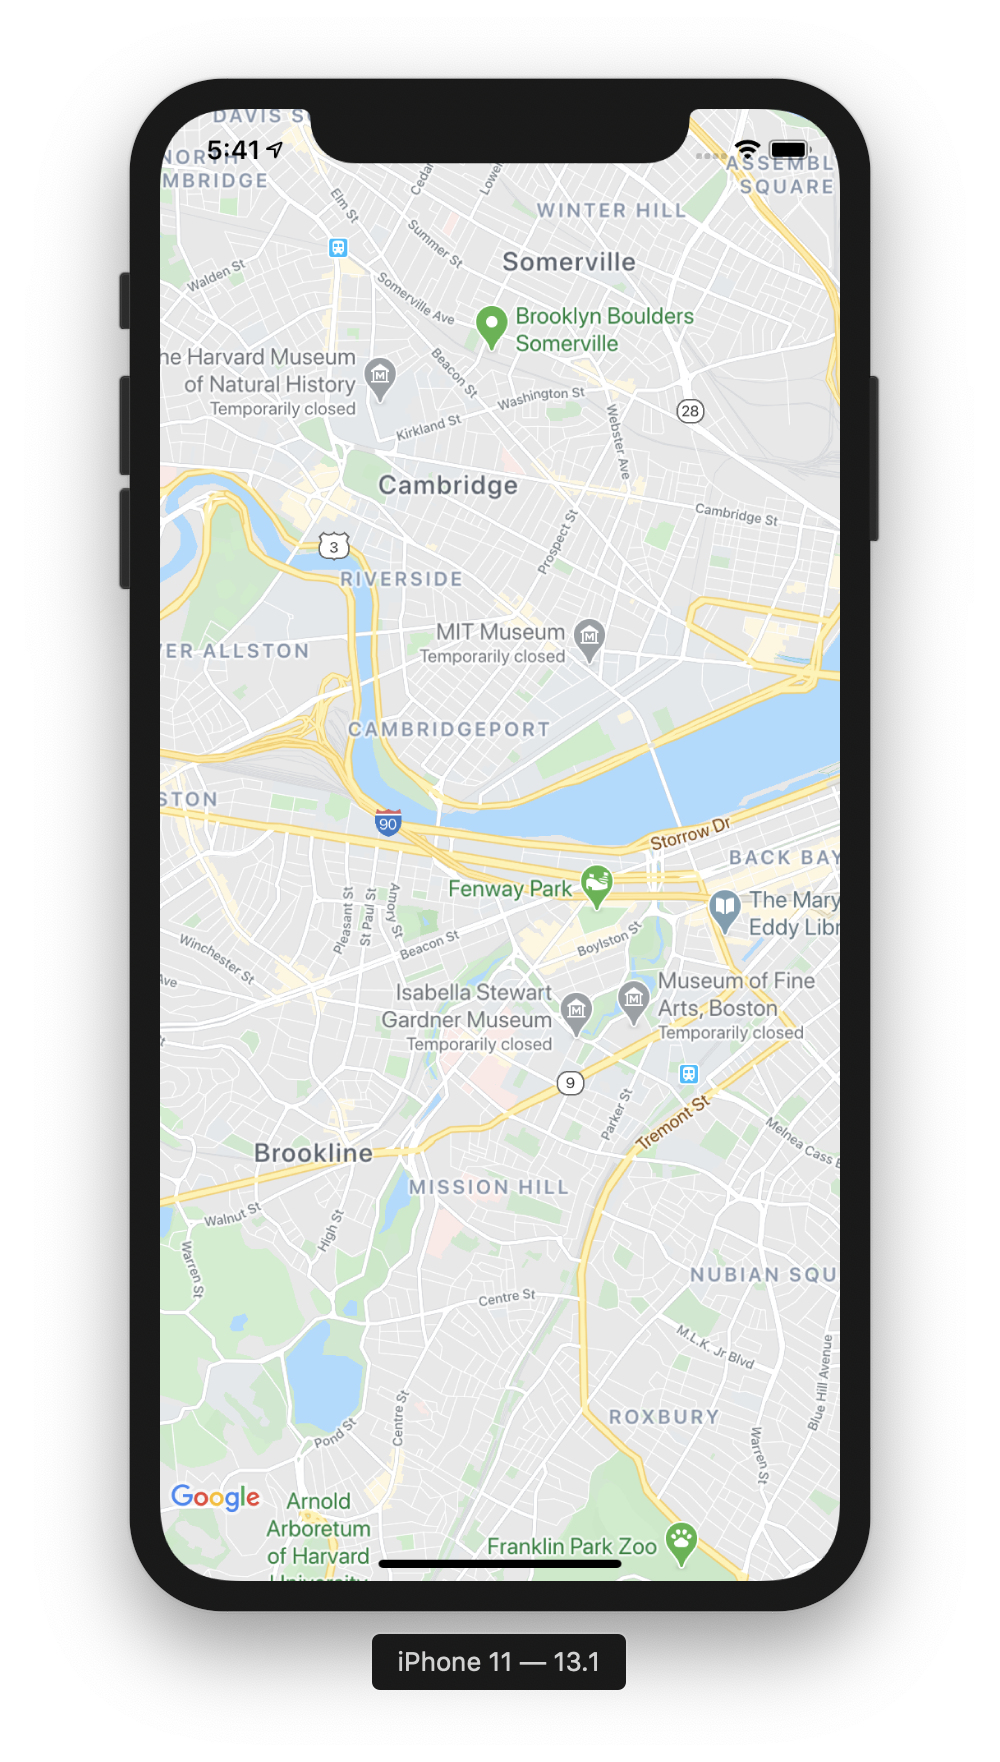 DAVIS S
5:41
NORTH
MBRIDGE
ASSEMBL
SQUARE
Cedar
Lowe
Elm St
WINTER HILL
Summer St
Somerville
Walden St
Somerville Ave
Brooklyn Boulders
Somerville
he Harvard Museum
of Natural History
Temporarily closed
Beacon St
Washington St
28
Kirkland St
Webster Ave
Cambridge
Cambridge St
Prospect St
3
RIVERSIDE
MIT Museum
Temporarily closed
ER ALLSTON
CAMBRIDGEPORT
STON
90
Storrow Dr
BACK BAY
Fenway Park
The Mary
Eddy Libr
Pleasant St
St Paul St
Amory St
Beacon St
Boylston St
Winchester St
Ave
Isabella Stewart
Gardner Museum
Temporarily closed
Museum of Fine
Arts, Boston
Temporarily closed
9
Parker St
Tremont St
Melnea Cass B
Brookline
MISSION HILL
Walnut St
High St
Warren St
NUBIAN SQU
Centre St
M.L.K. Jr Blvd
Blue Hill Avenue
Centre St
ROXBURY
Pond St
Warren St
Google
Arnold
Arboretum
of Harvard
University
Franklin Park Zoo
iPhone 11 — 13.1